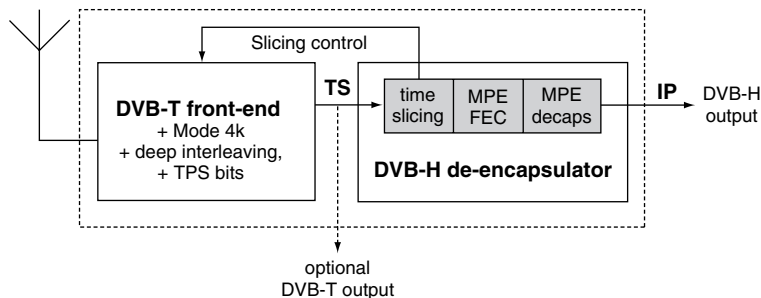 Slicing control
DVB-T front-end
+ Mode 4k
+ deep interleaving,
+ TPS bits
TS
time
slicing
MPE
FEC
MPE
decaps
DVB-H de-encapsulator
IP
DVB-H
output
optional
DVB-T output